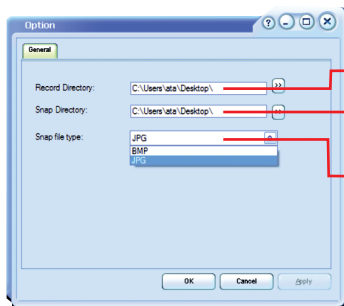 Option
General
Record Directory: C:\Users\ata\Desktop\ >>
Snap Directory: C:\Users\ata\Desktop\ >>
Snap file type: JPG
BMP
JPG
OK Cancel Apply